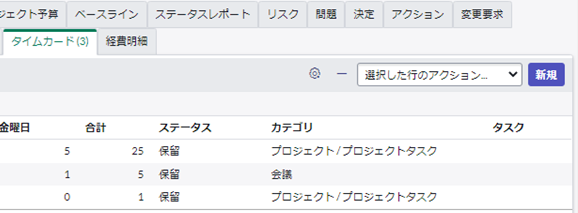 ジェクト予算 ベースライン ステータスレポート リスク 問題 決定 アクション 変更要求
タイムカード (3) 経費明細
選択した行のアクション... 新規
金曜日 合計 ステータス カテゴリ タスク
5 25 保留 プロジェクト / プロジェクトタスク
1 5 保留 会議
0 1 保留 プロジェクト / プロジェクトタスク